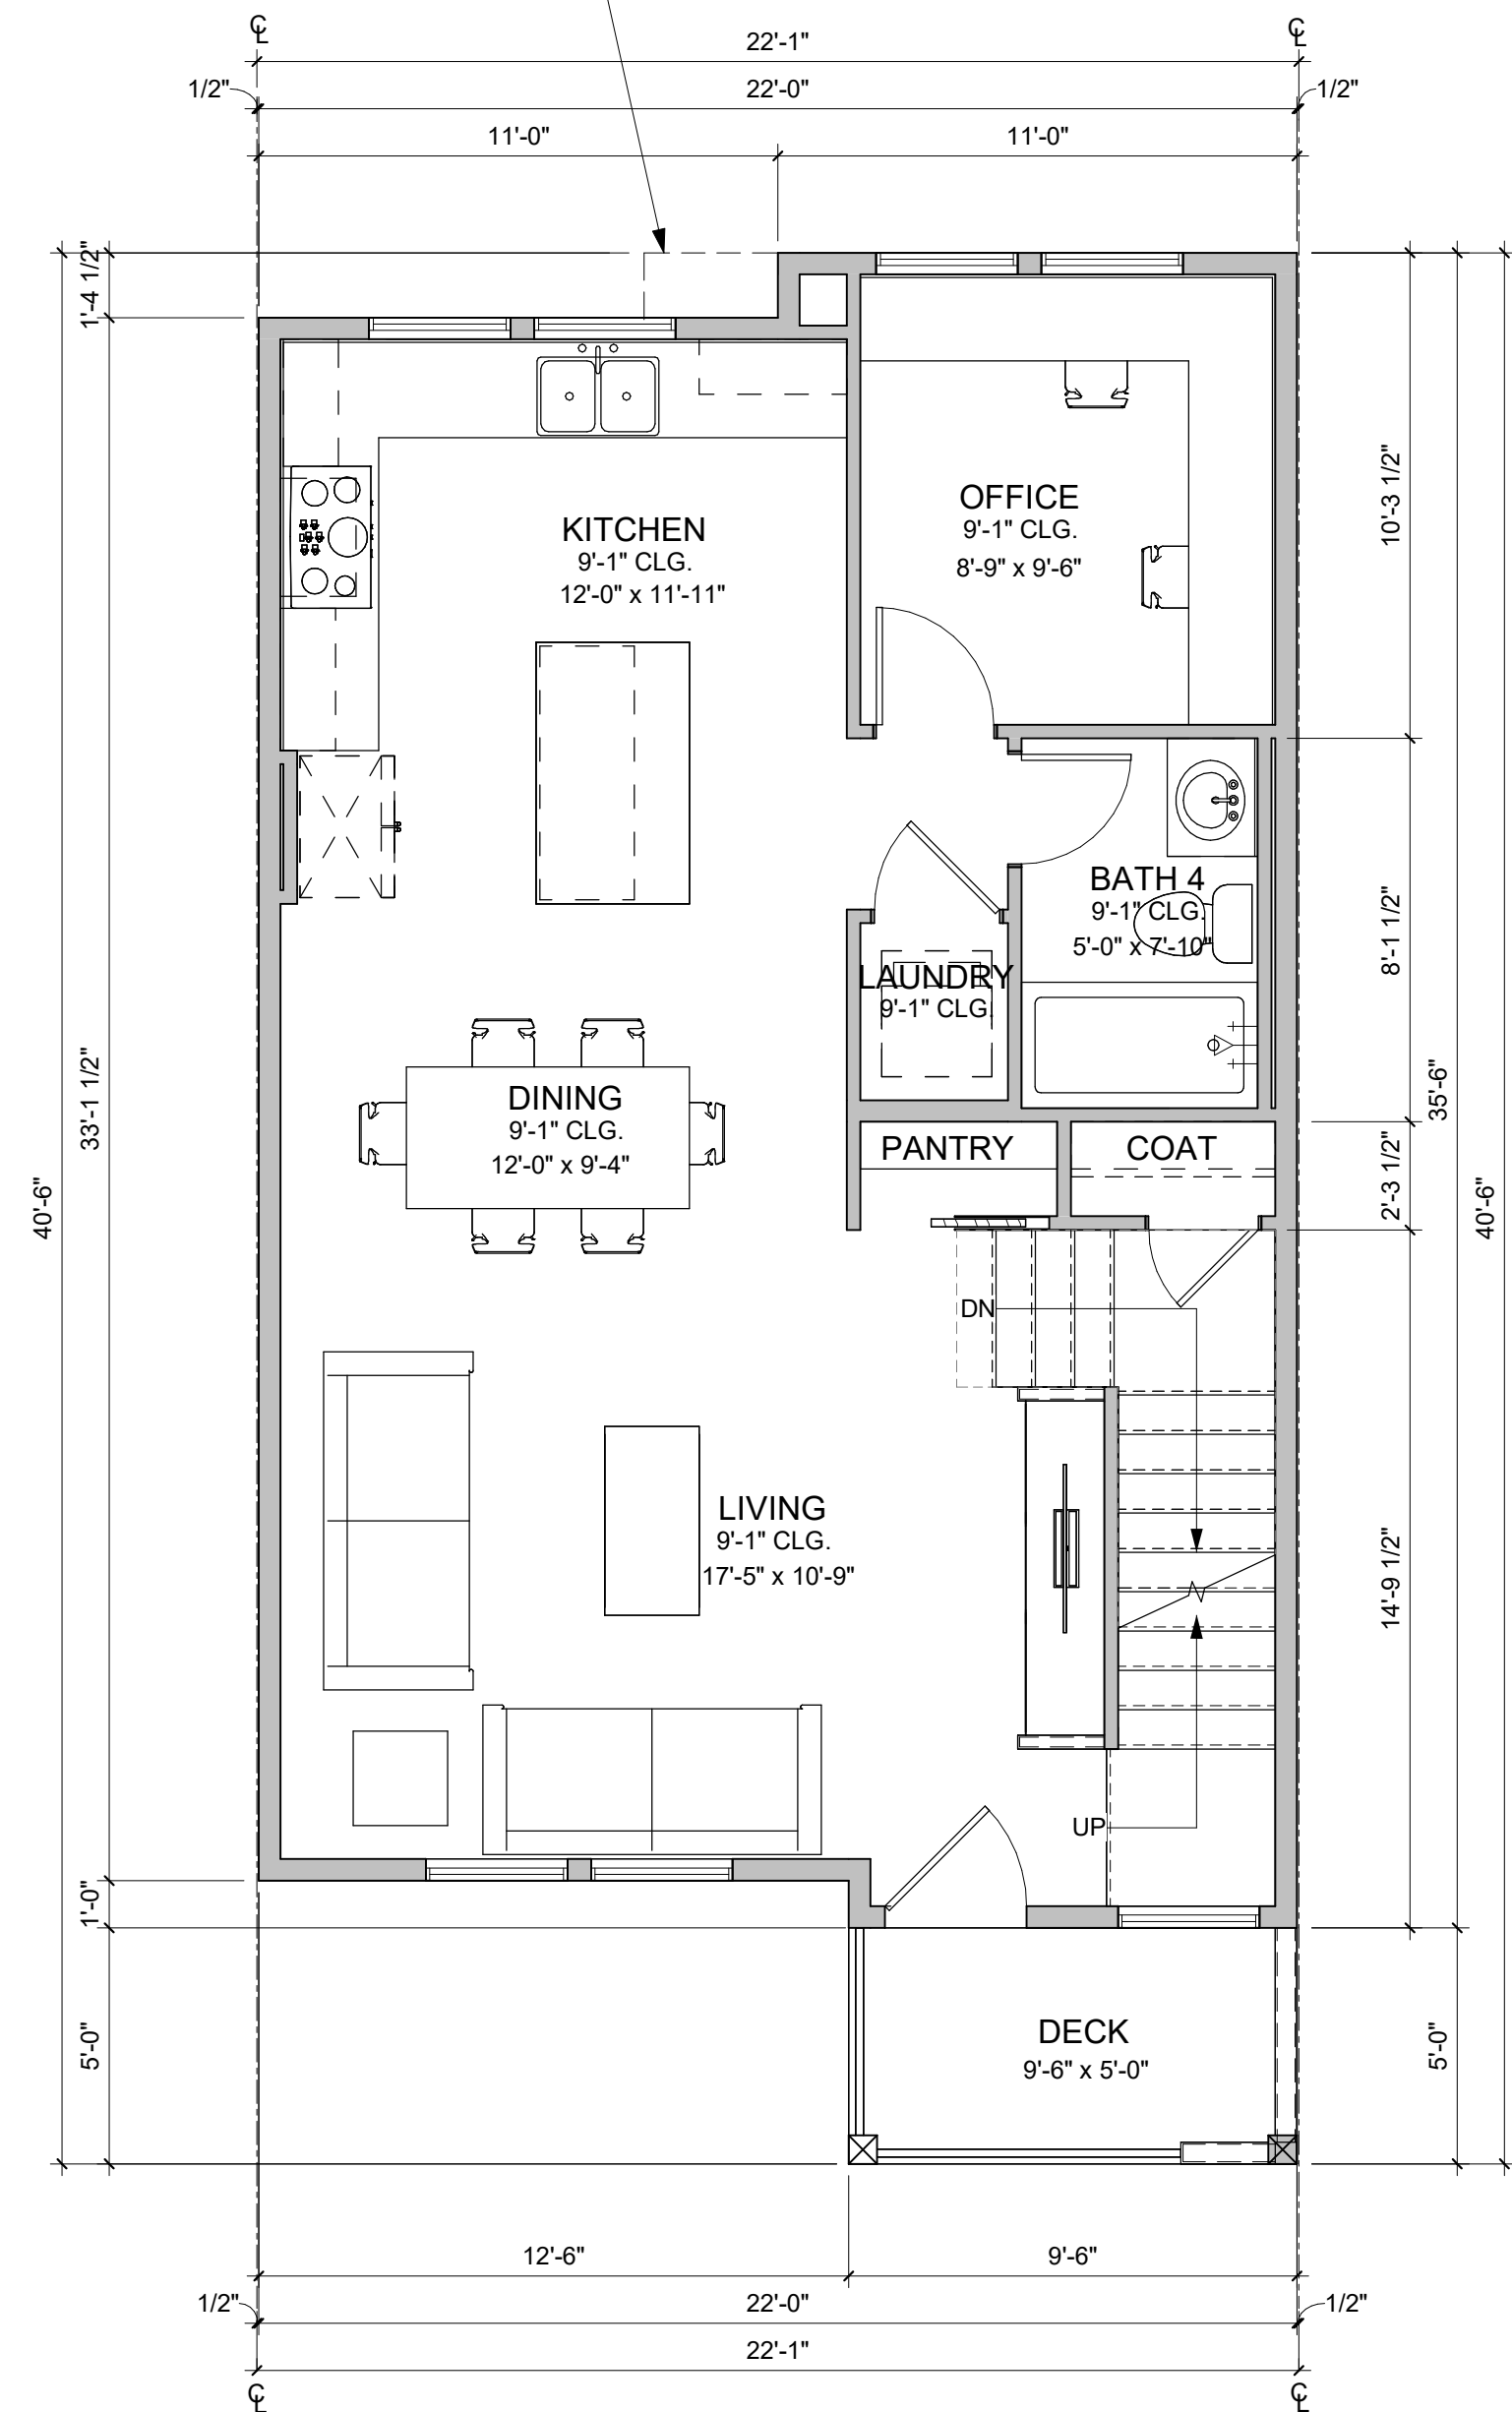 ℄ ℄
22'-1"
1/2" 22'-0" 1/2"
11'-0" 11'-0"
1'-4 1/2"
OFFICE
9'-1" CLG.
8'-9" x 9'-6"
10'-3 1/2"
KITCHEN
9'-1" CLG.
12'-0" x 11'-11"
BATH 4
9'-1" CLG.
5'-0" x 7'-10"
8'-1 1/2"
LAUNDRY
9'-1" CLG.
33'-1 1/2"
35'-6"
DINING
9'-1" CLG.
12'-0" x 9'-4"
PANTRY
COAT
2'-3 1/2"
40'-6"
40'-6"
DN
LIVING
9'-1" CLG.
17'-5" x 10'-9"
14'-9 1/2"
UP
1'-0"
5'-0"
DECK
9'-6" x 5'-0"
5'-0"
12'-6" 9'-6"
1/2" 22'-0" 1/2"
22'-1"
℄ ℄